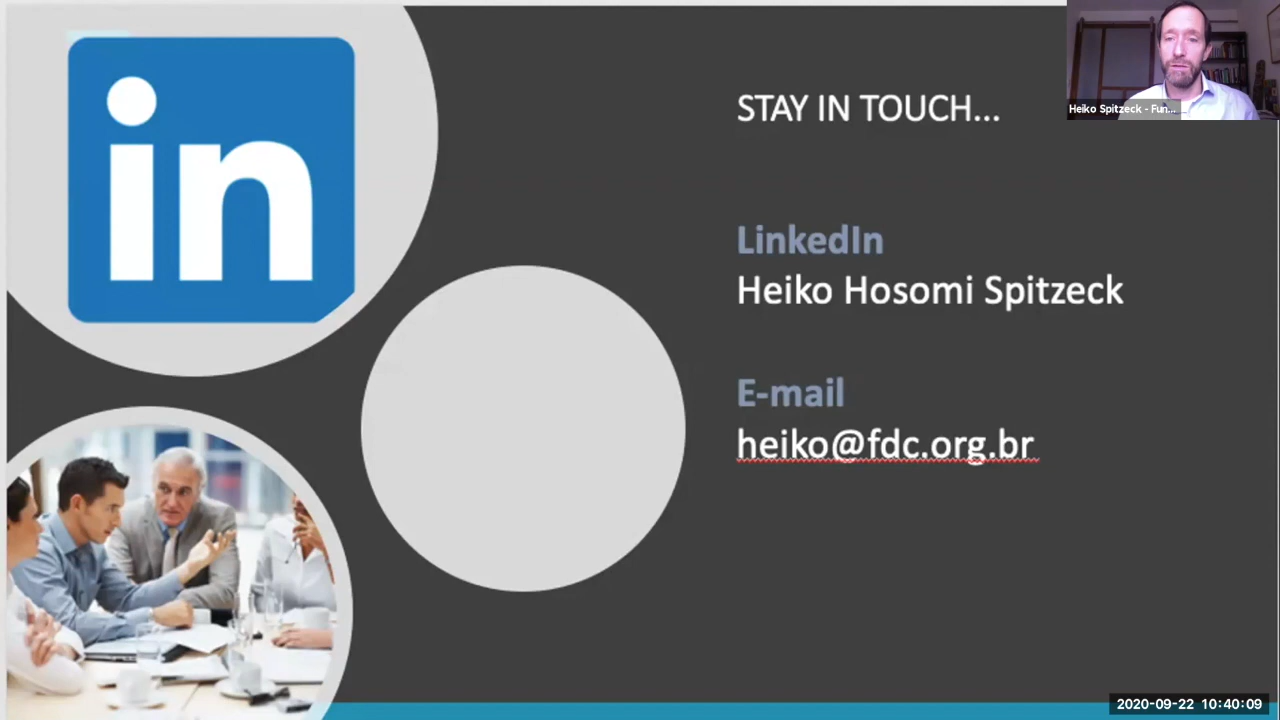 in
STAY IN TOUCH...
LinkedIn
Heiko Hosomi Spitzeck
E-mail
heiko@fdc.org.br
Heiko Spitzeck - Fun...
2020-09-22 10:40:09